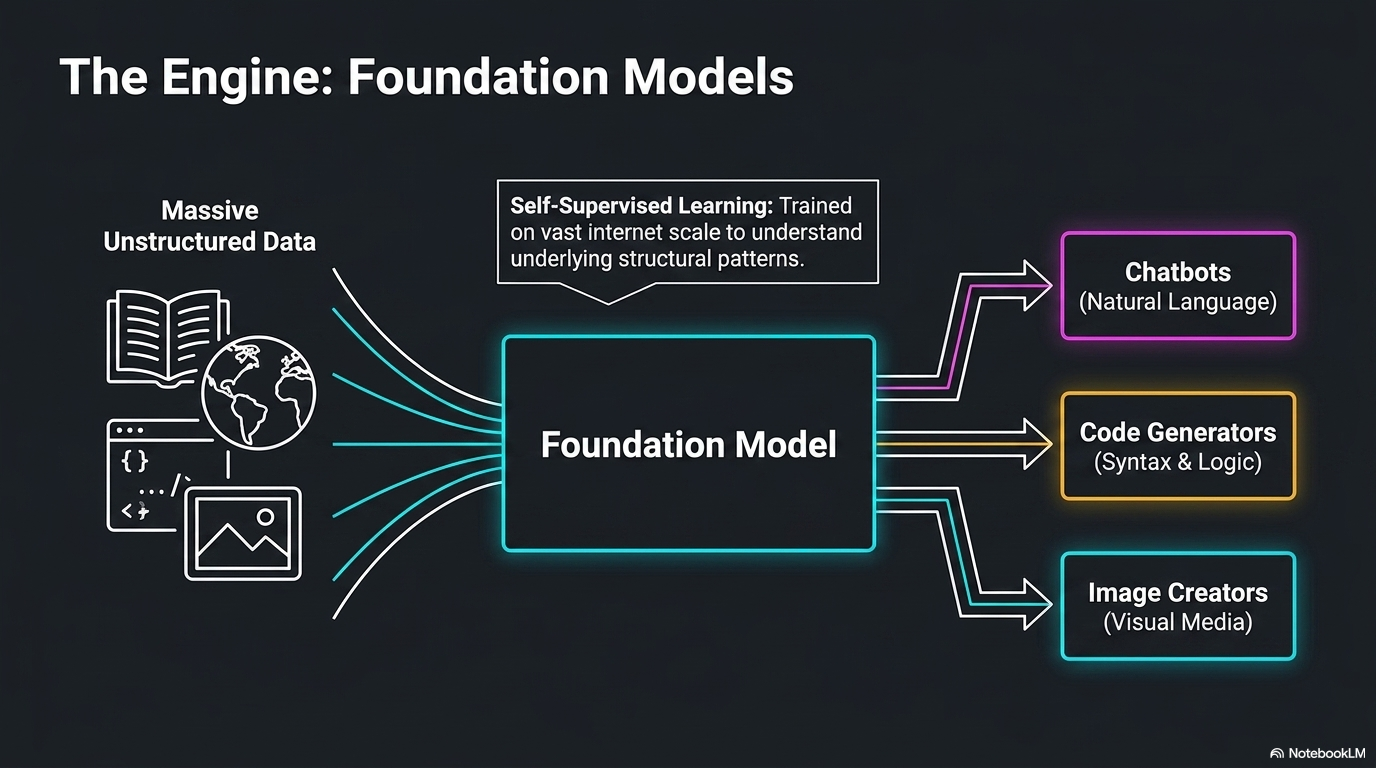 The Engine: Foundation Models
Massive
Unstructured Data
{}
.../
Self-Supervised Learning: Trained
on vast internet scale to understand
underlying structural patterns.
Foundation Model
Chatbots
(Natural Language)
Code Generators
(Syntax & Logic)
Image Creators
(Visual Media)
NotebookLM